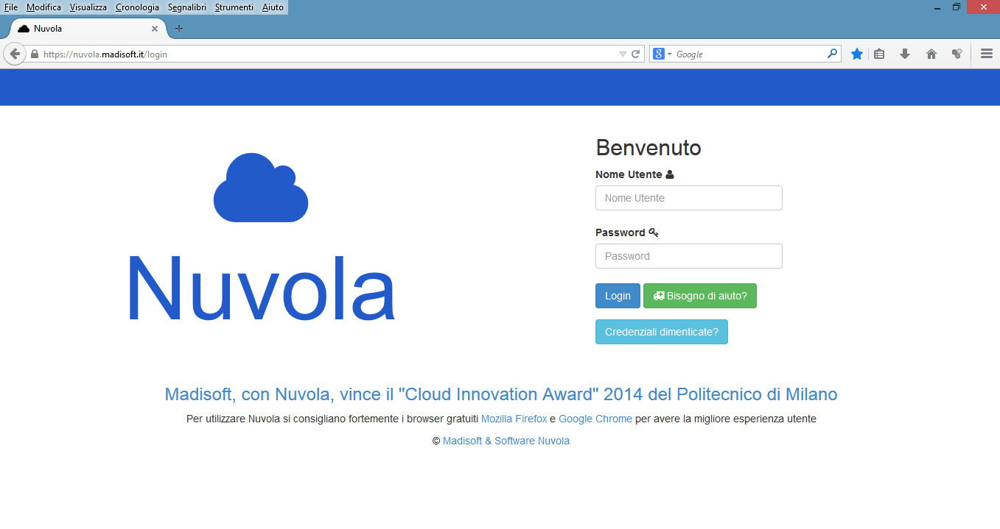 File Modifica Visualizza Cronologia Segnalibri Strumenti Aiuto
Nuvola
https://nuvola.madisoft.it/login
8 Google
Benvenuto
Nome Utente
Nome Utente
Password
Password
Login Bisogno di aiuto?
Credenziali dimenticate?
Nuvola
Madisoft, con Nuvola, vince il "Cloud Innovation Award" 2014 del Politecnico di Milano
Per utilizzare Nuvola si consigliano fortemente i browser gratuiti Mozilla Firefox e Google Chrome per avere la migliore esperienza utente
© Madisoft & Software Nuvola